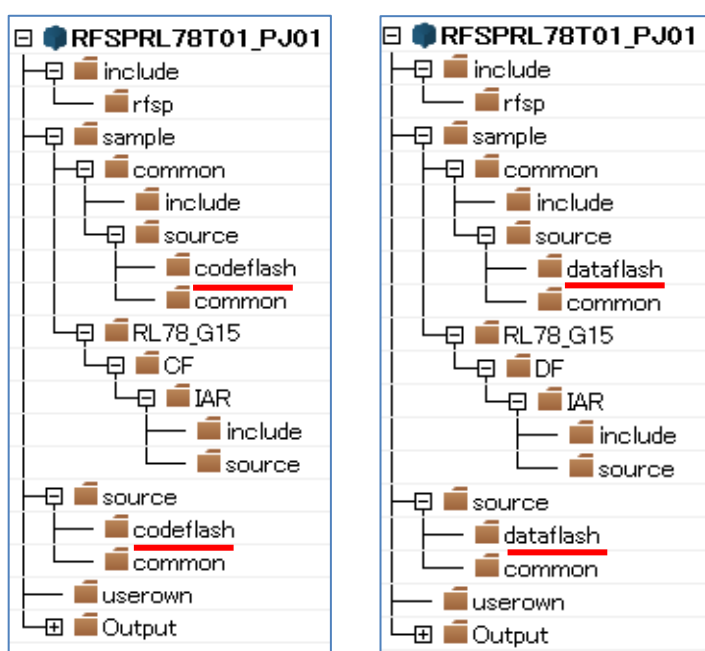 RFSPRL78T01_PJ01
include
rfsp
sample
common
include
source
codeflash
common
RL78_G15
CF
IAR
include
source
source
codeflash
common
userown
Output
RFSPRL78T01_PJ01
include
rfsp
sample
common
include
source
dataflash
common
RL78_G15
DF
IAR
include
source
source
dataflash
common
userown
Output